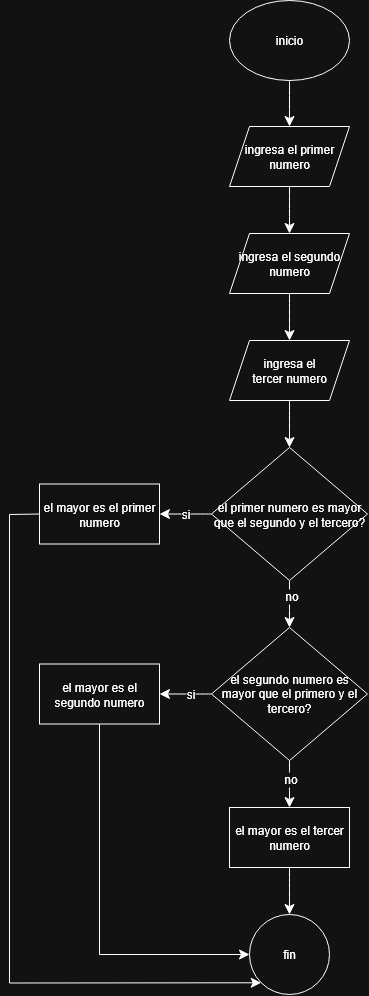 inicio
ingresa el primer
numero
ingresa el segundo
numero
ingresa el
tercer numero
el primer numero es mayor
que el segundo y el tercero?
si
el mayor es el primer
numero
no
el segundo numero es
mayor que el primero y el
tercero?
si
el mayor es el
segundo numero
no
el mayor es el tercer
numero
fin